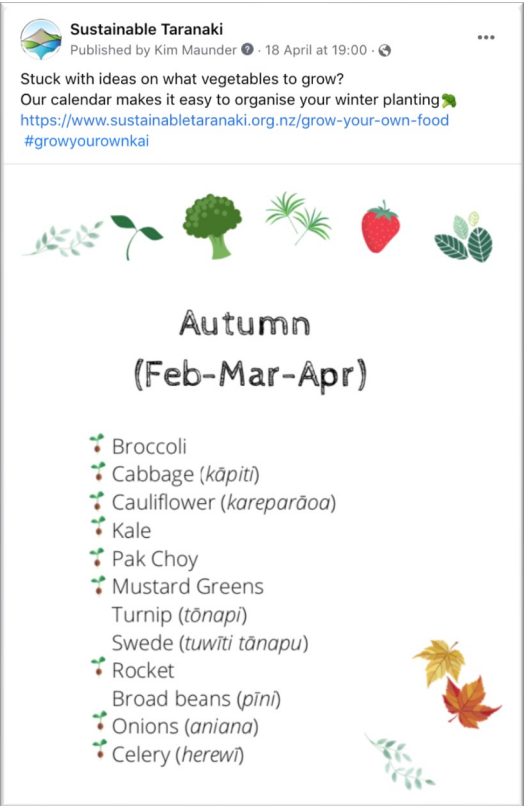 Sustainable Taranaki
Published by Kim Maunder · 18 April at 19:00 ·
Stuck with ideas on what vegetables to grow?
Our calendar makes it easy to organise your winter planting🥦
https://www.sustainabletaranaki.org.nz/grow-your-own-food
#growyourownkai
Autumn
(Feb-Mar-Apr)
Broccoli
Cabbage (kāpiti)
Cauliflower (kareparāoa)
Kale
Pak Choy
Mustard Greens
Turnip (tōnapi)
Swede (tuwīti tānapu)
Rocket
Broad beans (pīni)
Onions (aniana)
Celery (herewī)